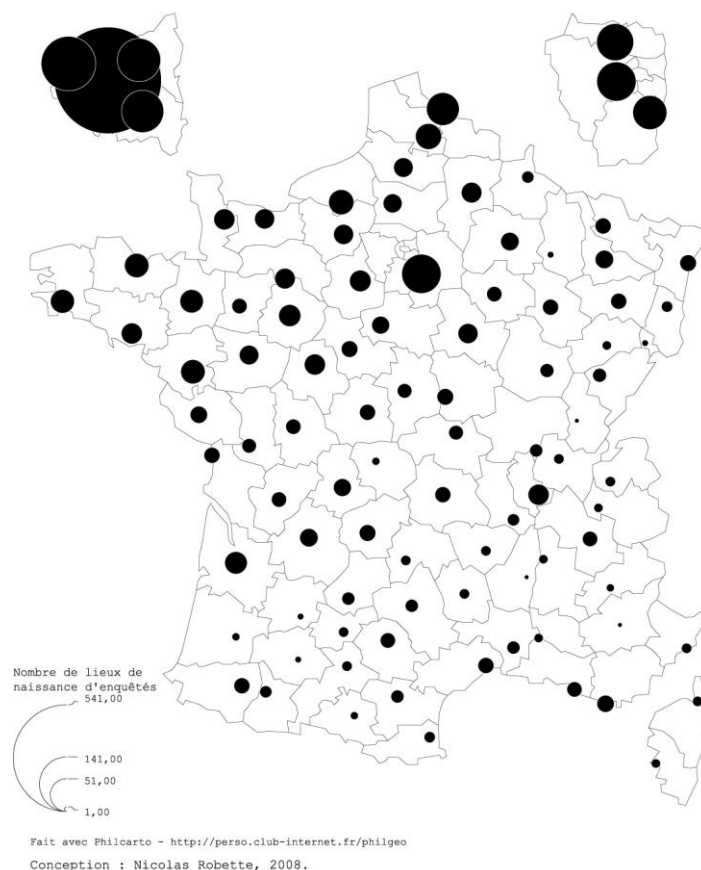 Nombre de lieux de
naissance d'enquêtés
541,00
141,00
51,00
1,00
Fait avec Philcarto - http://perso.club-internet.fr/philgeo
Conception : Nicolas Robette, 2008.